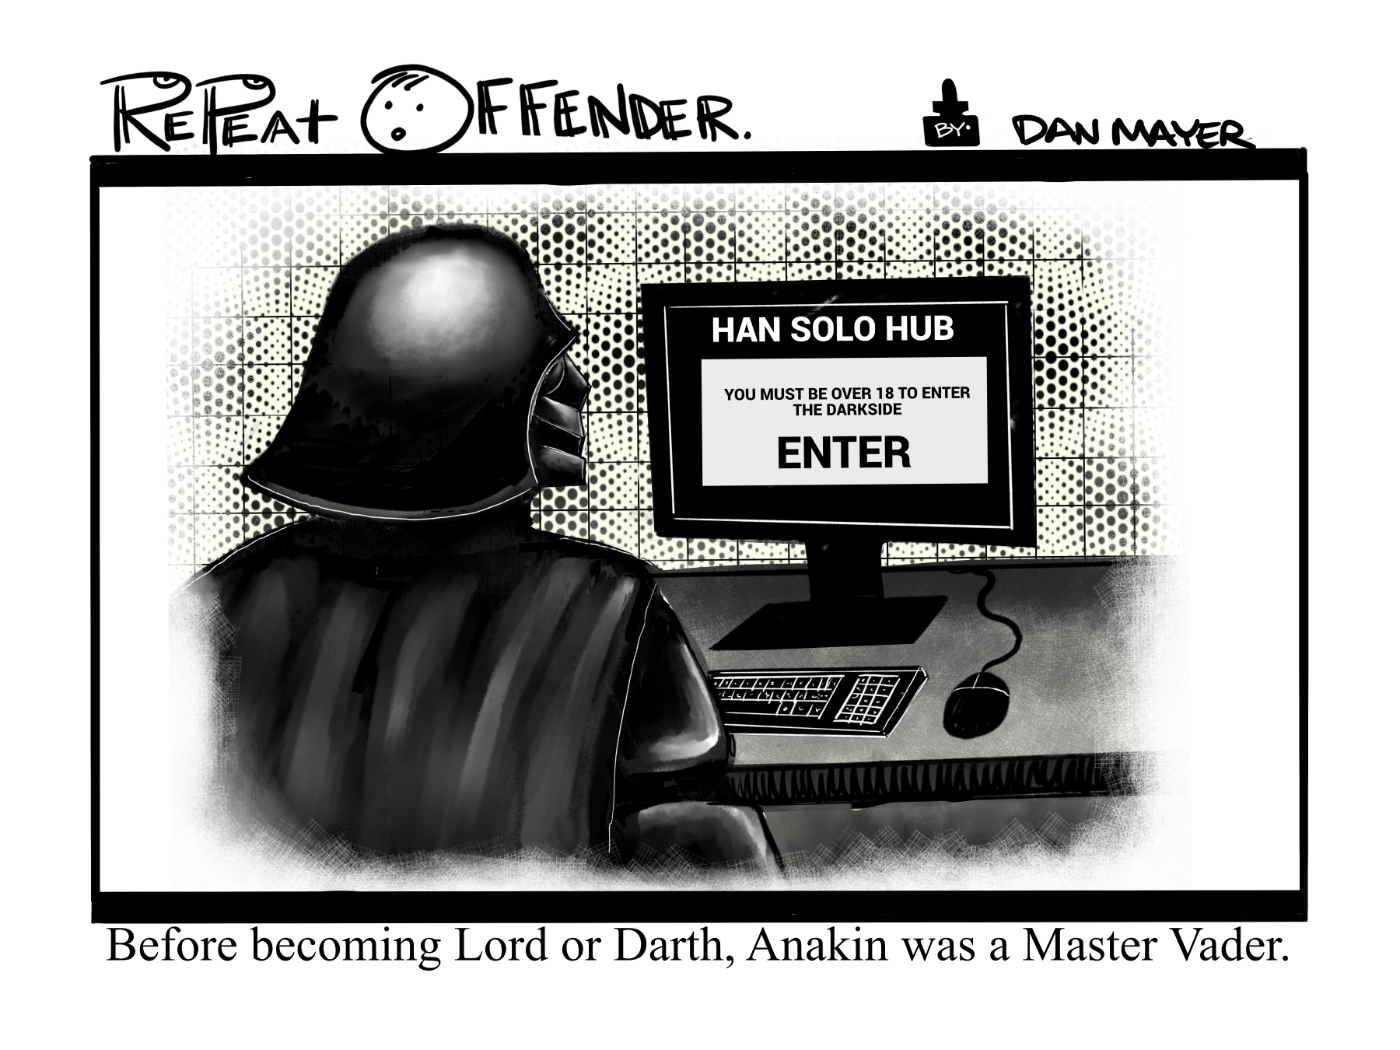 REPEAT OFFENDER.
BY. DAN MAYER
HAN SOLO HUB
YOU MUST BE OVER 18 TO ENTER
THE DARKSIDE
ENTER
Before becoming Lord or Darth, Anakin was a Master Vader.